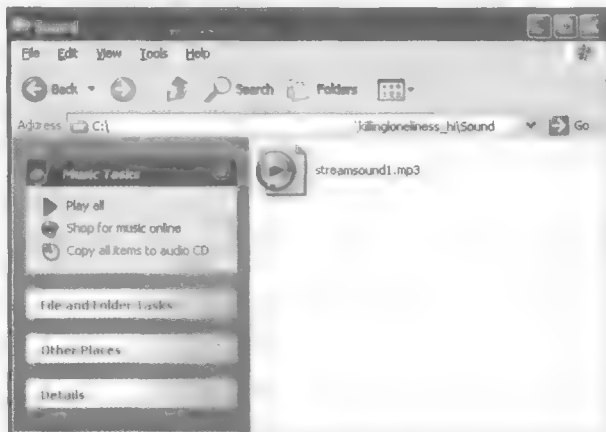 Sound
File Edit View Tools Help
Back Search Folders
Address C:\ \killingloneliness_hi\Sound Go
Music Tasks
streamsound1.mp3
Play all
Shop for music online
Copy all items to audio CD
File and Folder Tasks
Other Places
Details